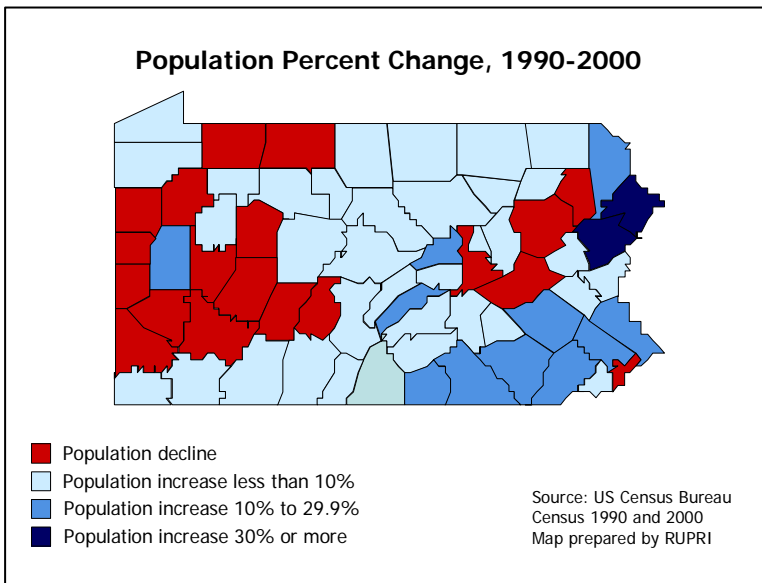 Population Percent Change, 1990-2000
Population decline
Population increase less than 10%
Population increase 10% to 29.9%
Population increase 30% or more
Source: US Census Bureau
Census 1990 and 2000
Map prepared by RUPRI